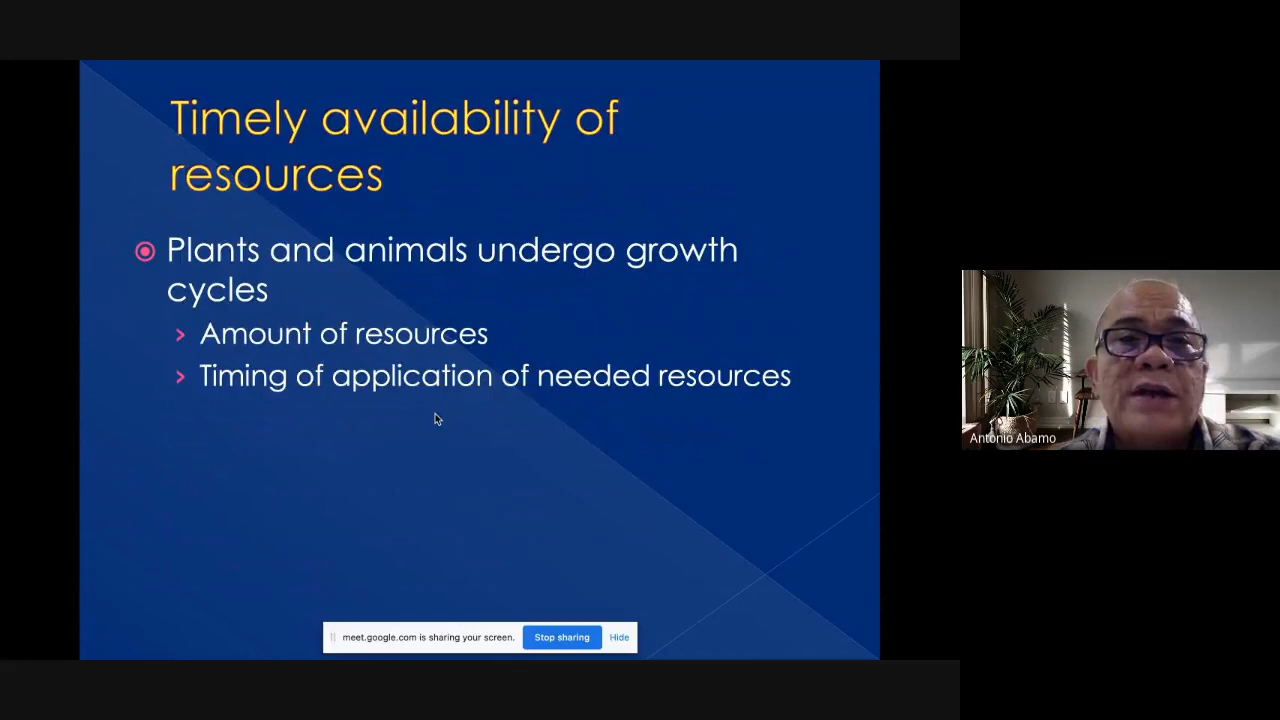 Timely availability of
resources
Plants and animals undergo growth
cycles
Amount of resources
Timing of application of needed resources
Antonio Abamo
meet.google.com is sharing your screen. Stop sharing Hide